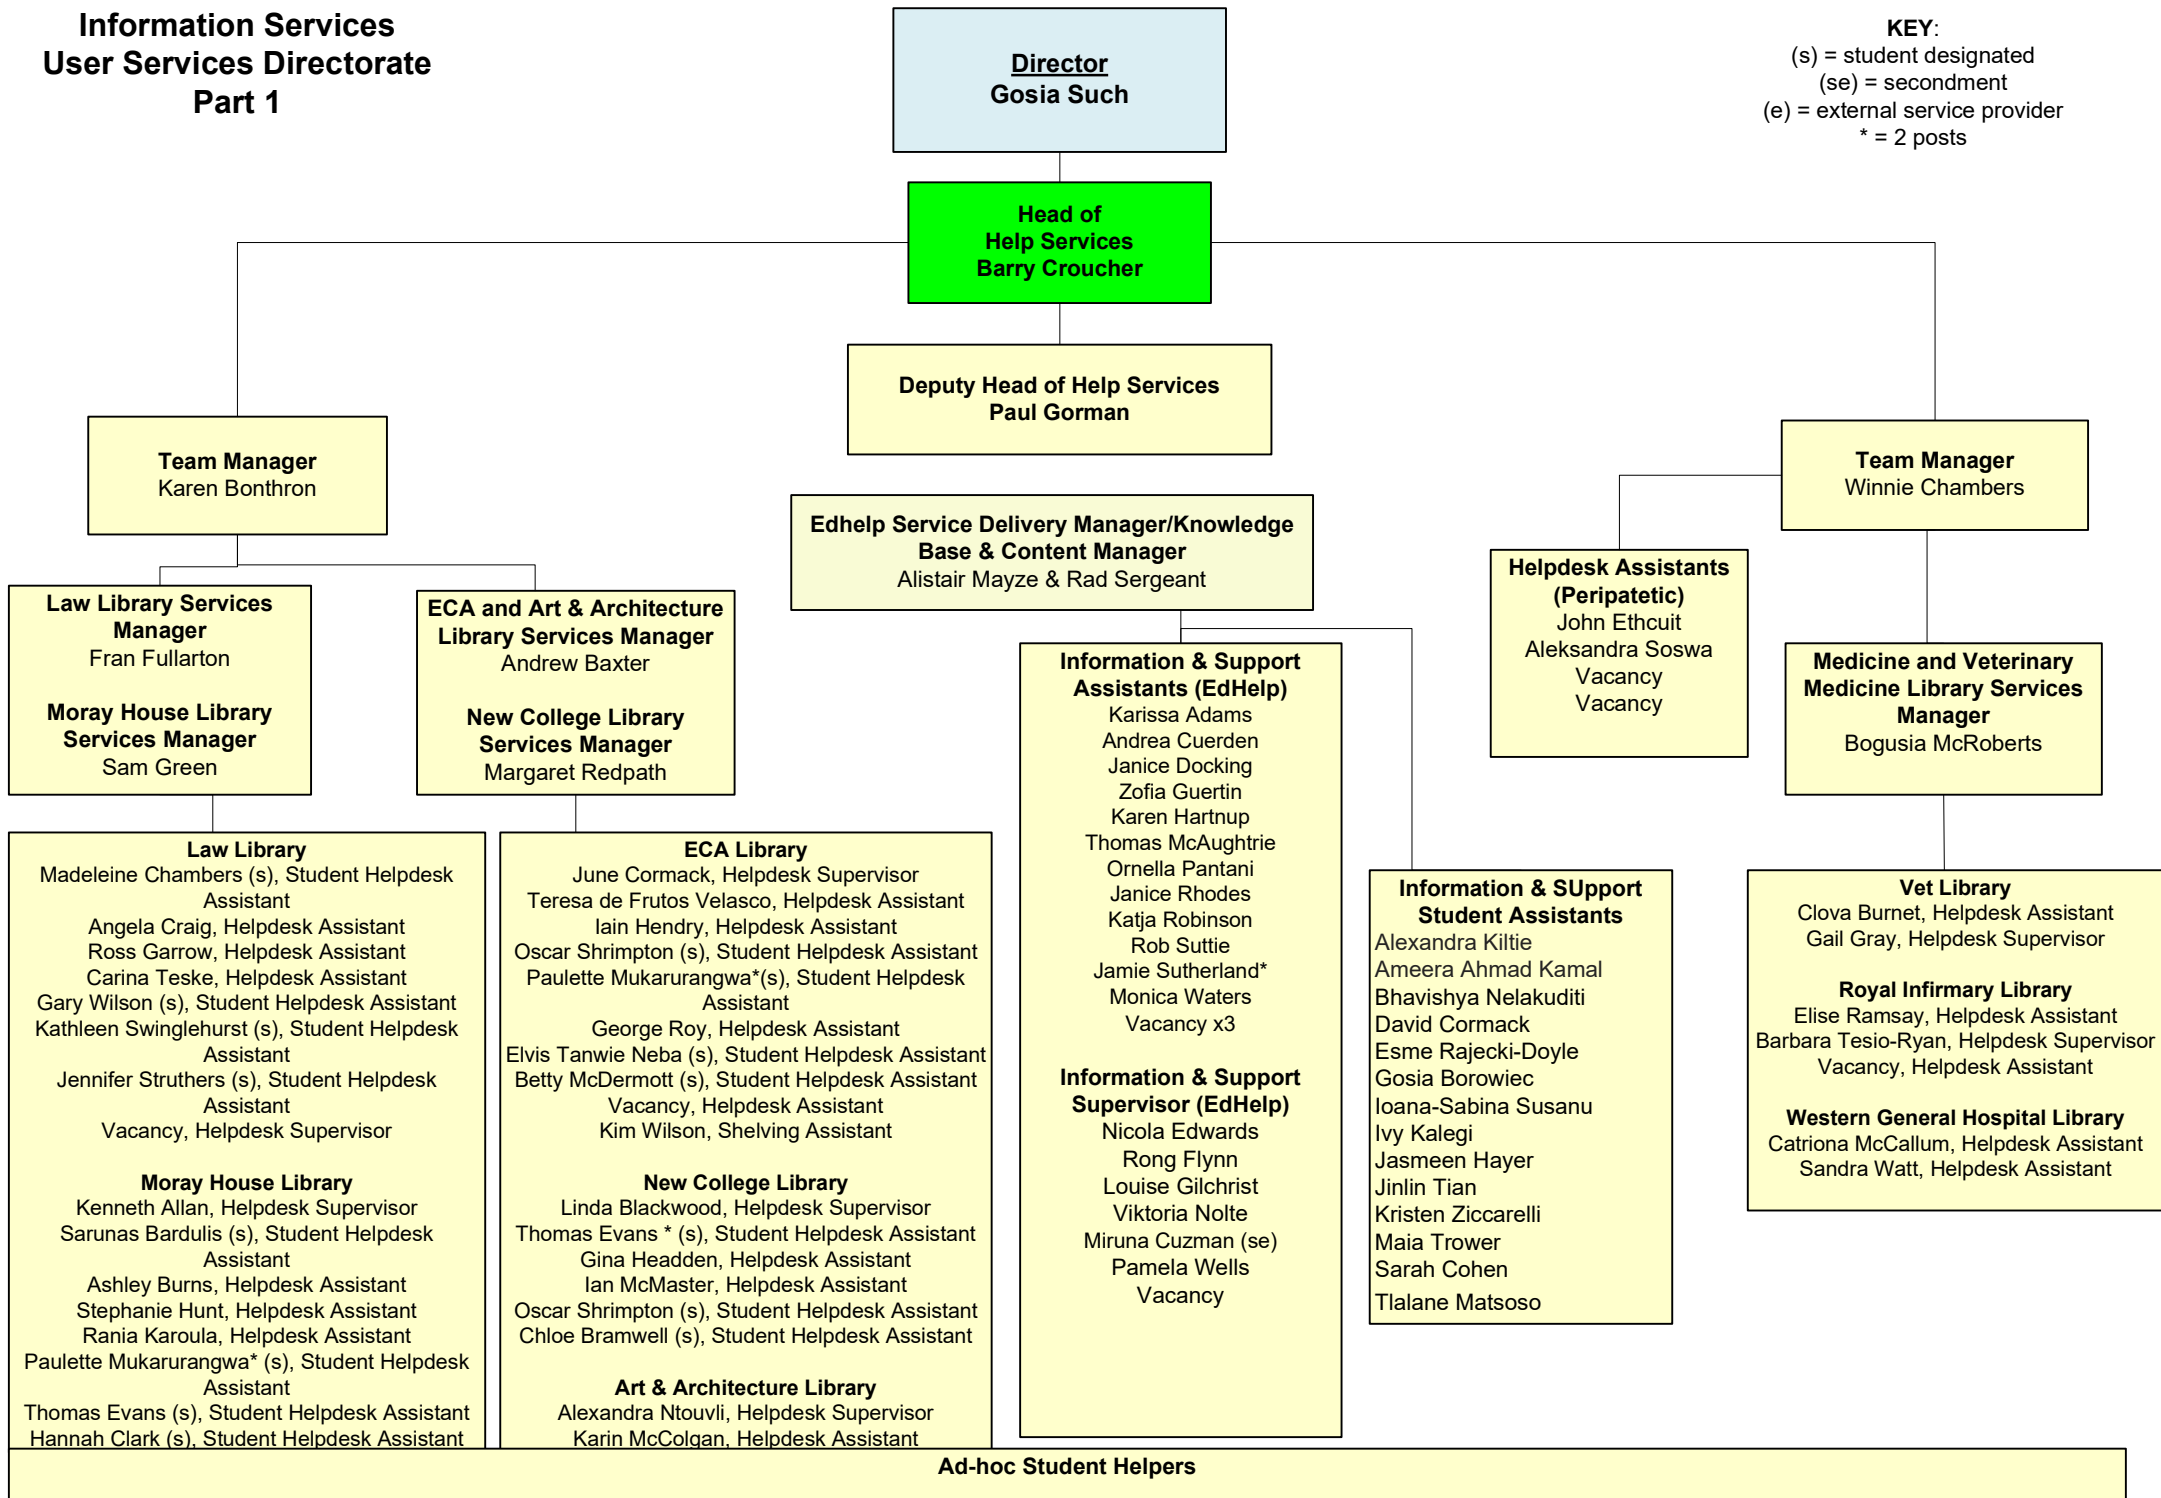 Information Services
User Services Directorate
Part 1
Director
Gosia Such
KEY:
(s) = student designated
(se) = secondment
(e) = external service provider
* = 2 posts
Head of
Help Services
Barry Croucher
Deputy Head of Help Services
Paul Gorman
Team Manager
Karen Bonthron
Team Manager
Winnie Chambers
Edhelp Service Delivery Manager/Knowledge
Base & Content Manager
Alistair Mayze & Rad Sergeant
Helpdesk Assistants
(Peripatetic)
John Ethcuit
Aleksandra Soswa
Vacancy
Vacancy
Law Library Services
Manager
Fran Fullarton
Moray House Library
Services Manager
Sam Green
ECA and Art & Architecture
Library Services Manager
Andrew Baxter
New College Library
Services Manager
Margaret Redpath
Information & Support
Assistants (EdHelp)
Karissa Adams
Andrea Cuerden
Janice Docking
Zofia Guertin
Karen Hartnup
Thomas McAughtrie
Ornella Pantani
Janice Rhodes
Katja Robinson
Rob Suttie
Jamie Sutherland*
Monica Waters
Vacancy x3
Information & Support
Supervisor (EdHelp)
Nicola Edwards
Rong Flynn
Louise Gilchrist
Viktoria Nolte
Miruna Cuzman (se)
Pamela Wells
Vacancy
Medicine and Veterinary
Medicine Library Services
Manager
Bogusia McRoberts
Law Library
Madeleine Chambers (s), Student Helpdesk
Assistant
Angela Craig, Helpdesk Assistant
Ross Garrow, Helpdesk Assistant
Carina Teske, Helpdesk Assistant
Gary Wilson (s), Student Helpdesk Assistant
Kathleen Swinglehurst (s), Student Helpdesk
Assistant
Jennifer Struthers (s), Student Helpdesk
Assistant
Vacancy, Helpdesk Supervisor
Moray House Library
Kenneth Allan, Helpdesk Supervisor
Sarunas Bardulis (s), Student Helpdesk
Assistant
Ashley Burns, Helpdesk Assistant
Stephanie Hunt, Helpdesk Assistant
Rania Karoula, Helpdesk Assistant
Paulette Mukarurangwa* (s), Student Helpdesk
Assistant
Thomas Evans (s), Student Helpdesk Assistant
Hannah Clark (s), Student Helpdesk Assistant
ECA Library
June Cormack, Helpdesk Supervisor
Teresa de Frutos Velasco, Helpdesk Assistant
Iain Hendry, Helpdesk Assistant
Oscar Shrimpton (s), Student Helpdesk Assistant
Paulette Mukarurangwa*(s), Student Helpdesk
Assistant
George Roy, Helpdesk Assistant
Elvis Tanwie Neba (s), Student Helpdesk Assistant
Betty McDermott (s), Student Helpdesk Assistant
Vacancy, Helpdesk Assistant
Kim Wilson, Shelving Assistant
New College Library
Linda Blackwood, Helpdesk Supervisor
Thomas Evans * (s), Student Helpdesk Assistant
Gina Headden, Helpdesk Assistant
Ian McMaster, Helpdesk Assistant
Oscar Shrimpton (s), Student Helpdesk Assistant
Chloe Bramwell (s), Student Helpdesk Assistant
Art & Architecture Library
Alexandra Ntouvli, Helpdesk Supervisor
Karin McColgan, Helpdesk Assistant
Information & SUpport
Student Assistants
Alexandra Kiltie
Ameera Ahmad Kamal
Bhavishya Nelakuditi
David Cormack
Esme Rajecki-Doyle
Gosia Borowiec
Ioana-Sabina Susanu
Ivy Kalegi
Jasmeen Hayer
Jinlin Tian
Kristen Ziccarelli
Maia Trower
Sarah Cohen
Tlalane Matsoso
Vet Library
Clova Burnet, Helpdesk Assistant
Gail Gray, Helpdesk Supervisor
Royal Infirmary Library
Elise Ramsay, Helpdesk Assistant
Barbara Tesio-Ryan, Helpdesk Supervisor
Vacancy, Helpdesk Assistant
Western General Hospital Library
Catriona McCallum, Helpdesk Assistant
Sandra Watt, Helpdesk Assistant
Ad-hoc Student Helpers